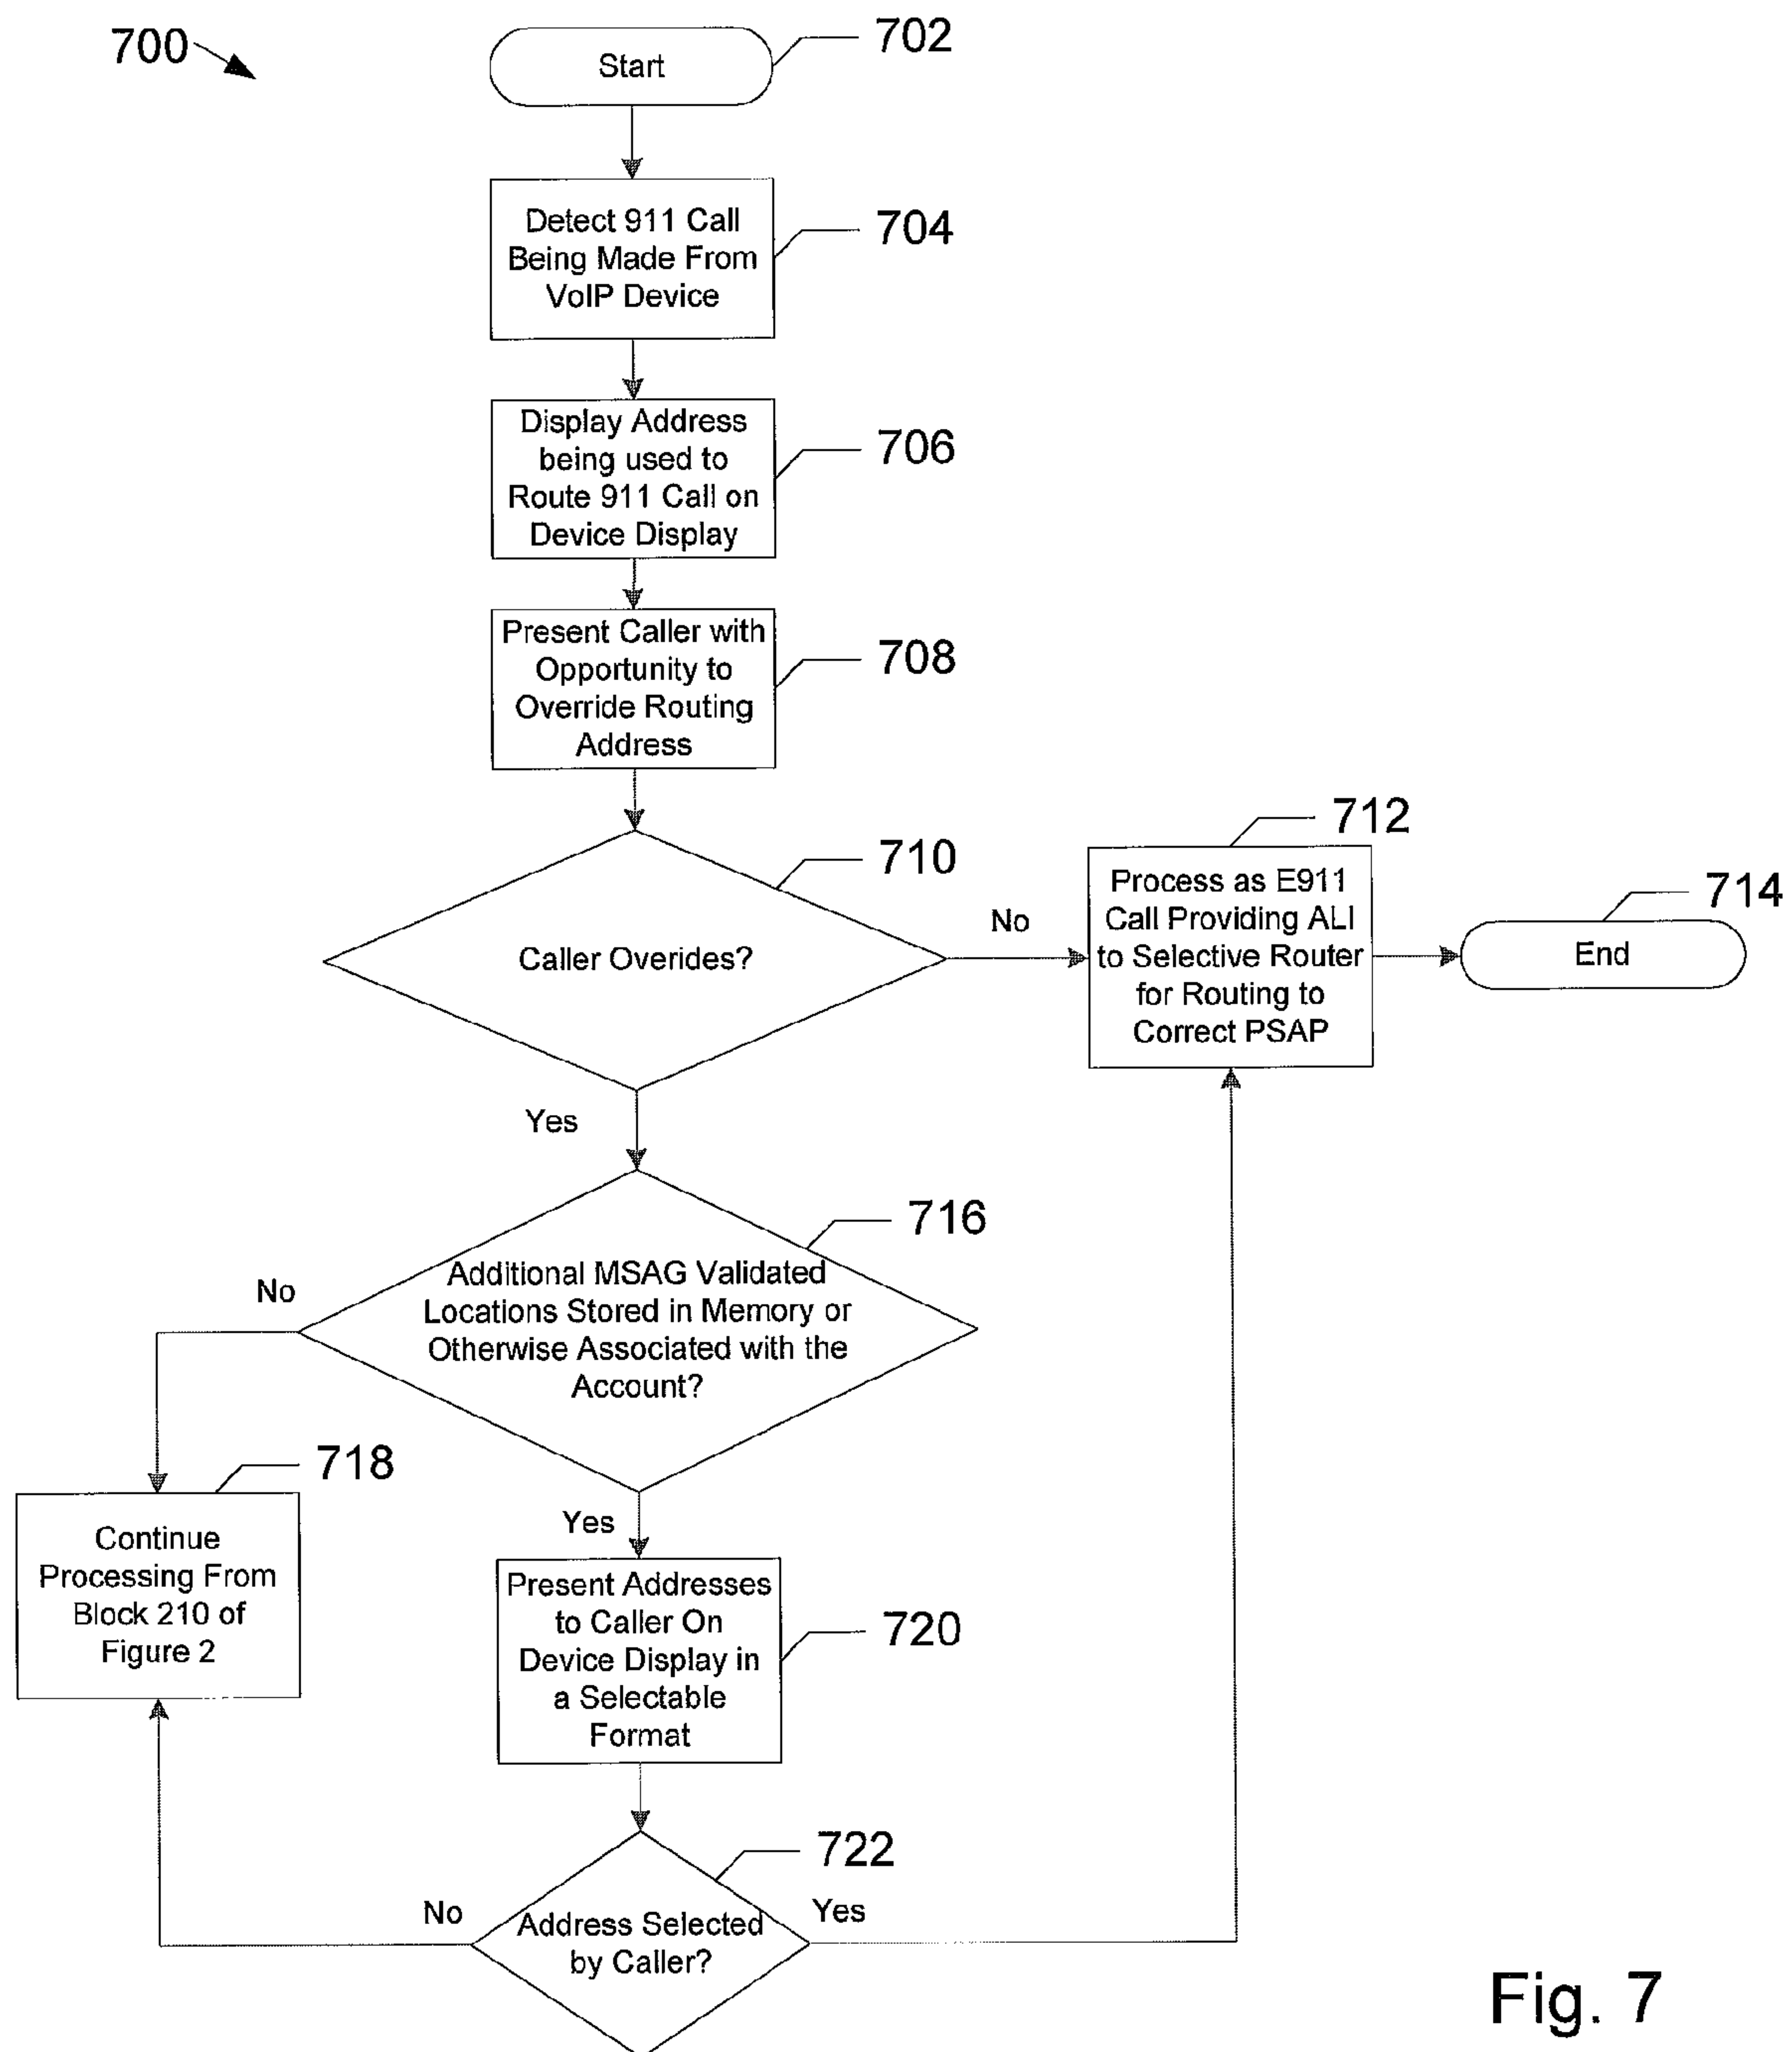 700
702
Start
Detect 911 Call
Being Made From
VoIP Device
704
Display Address
being used to
Route 911 Call on
Device Display
706
Present Caller with
Opportunity to
Override Routing
Address
708
710
Caller Overides?
No
Yes
712
Process as E911
Call Providing ALI
to Selective Router
for Routing to
Correct PSAP
714
End
716
Additional MSAG Validated
Locations Stored in Memory or
Otherwise Associated with the
Account?
No
Yes
718
Continue
Processing From
Block 210 of
Figure 2
Present Addresses
to Caller On
Device Display in
a Selectable
Format
720
722
Address Selected
by Caller?
No
Yes
Fig. 7